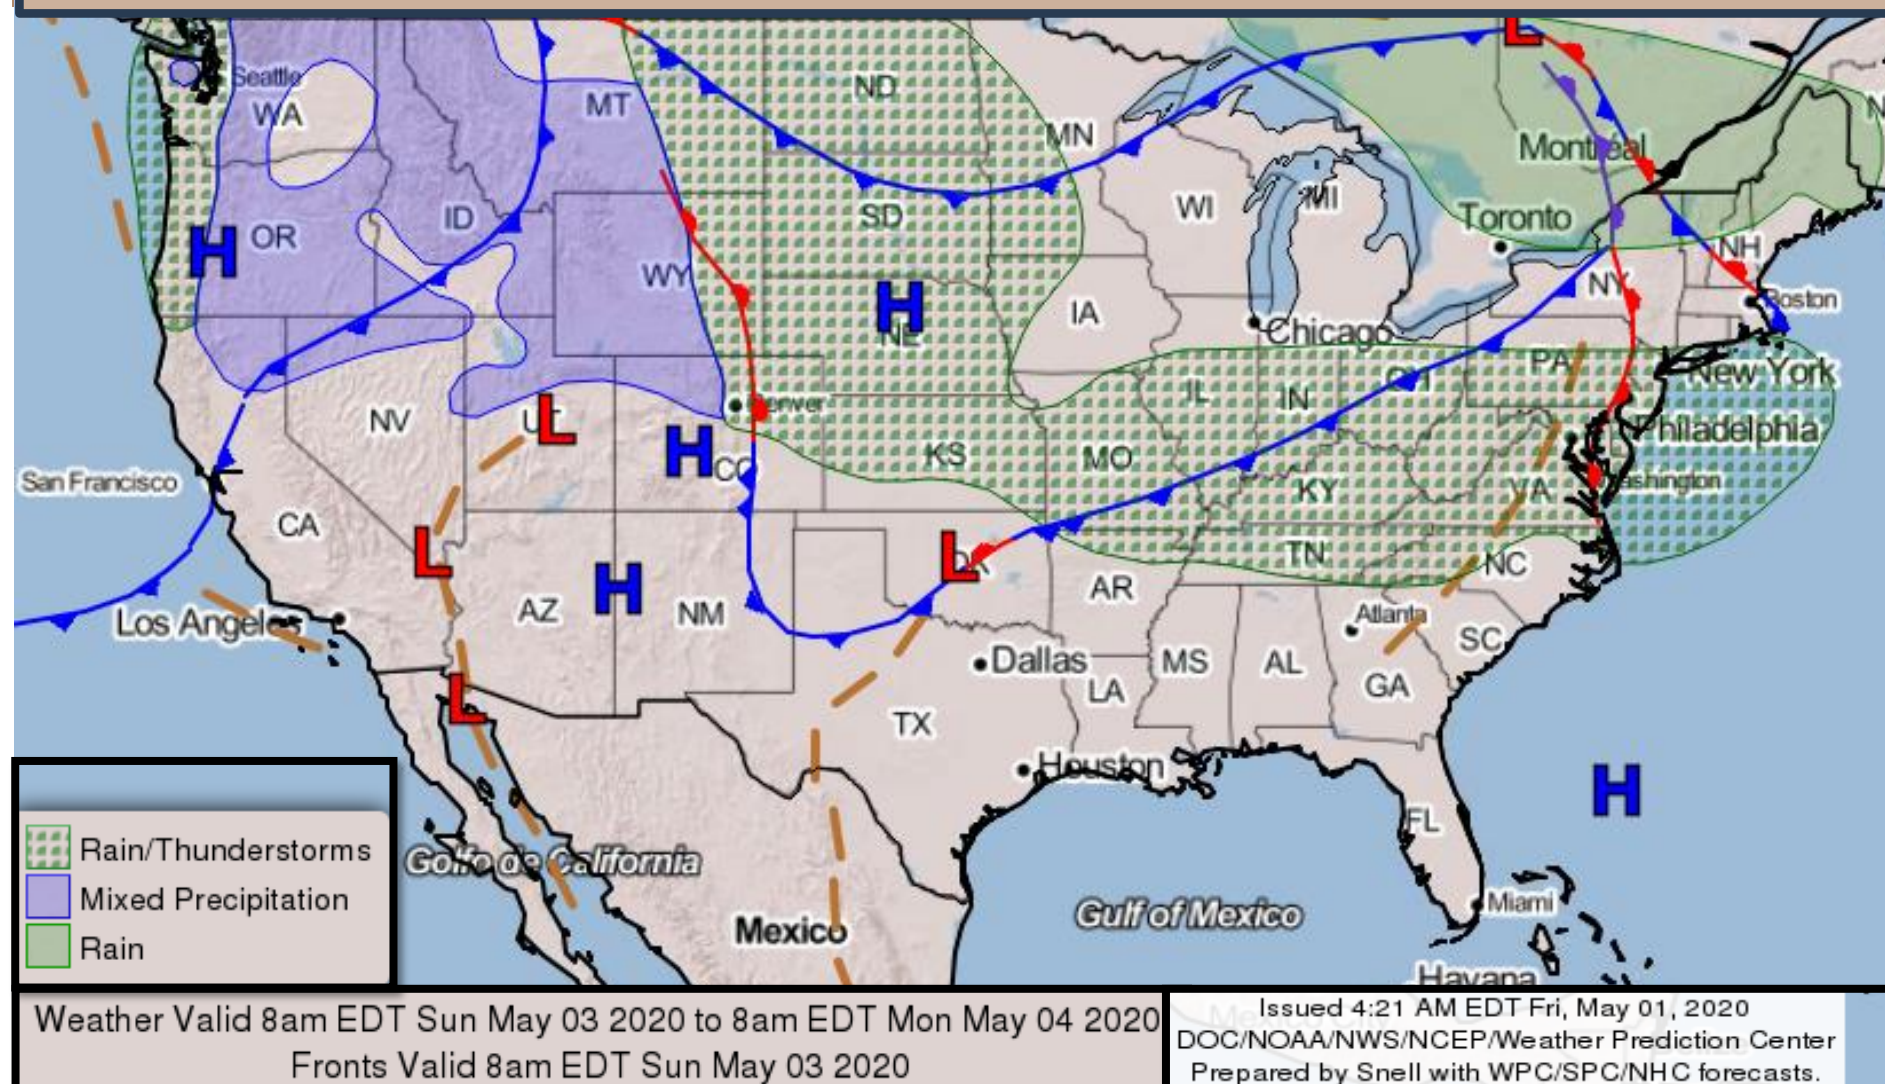 Seattle
WA
MT
ND
MN
Montréal
N
OR
ID
SD
WI
MI
Toronto
NH
WY
NE
IA
NY
Boston
H
H
Chicago
PA
New York
NV
UT
L
Denver
IL
IN
OH
Philadelphia
H
CO
KS
MO
San Francisco
KY
VA
Washington
CA
L
L
OK
TN
NC
AZ
H
NM
AR
Atlanta
Los Angeles
SC
Dallas
MS
AL
GA
L
LA
TX
Houston
H
FL
Golfo de California
Miami
Mexico
Gulf of Mexico
Havana
L
Rain/Thunderstorms
Mixed Precipitation
Rain
Weather Valid 8am EDT Sun May 03 2020 to 8am EDT Mon May 04 2020
Fronts Valid 8am EDT Sun May 03 2020
Issued 4:21 AM EDT Fri, May 01, 2020
DOC/NOAA/NWS/NCEP/Weather Prediction Center
Prepared by Snell with WPC/SPC/NHC forecasts.